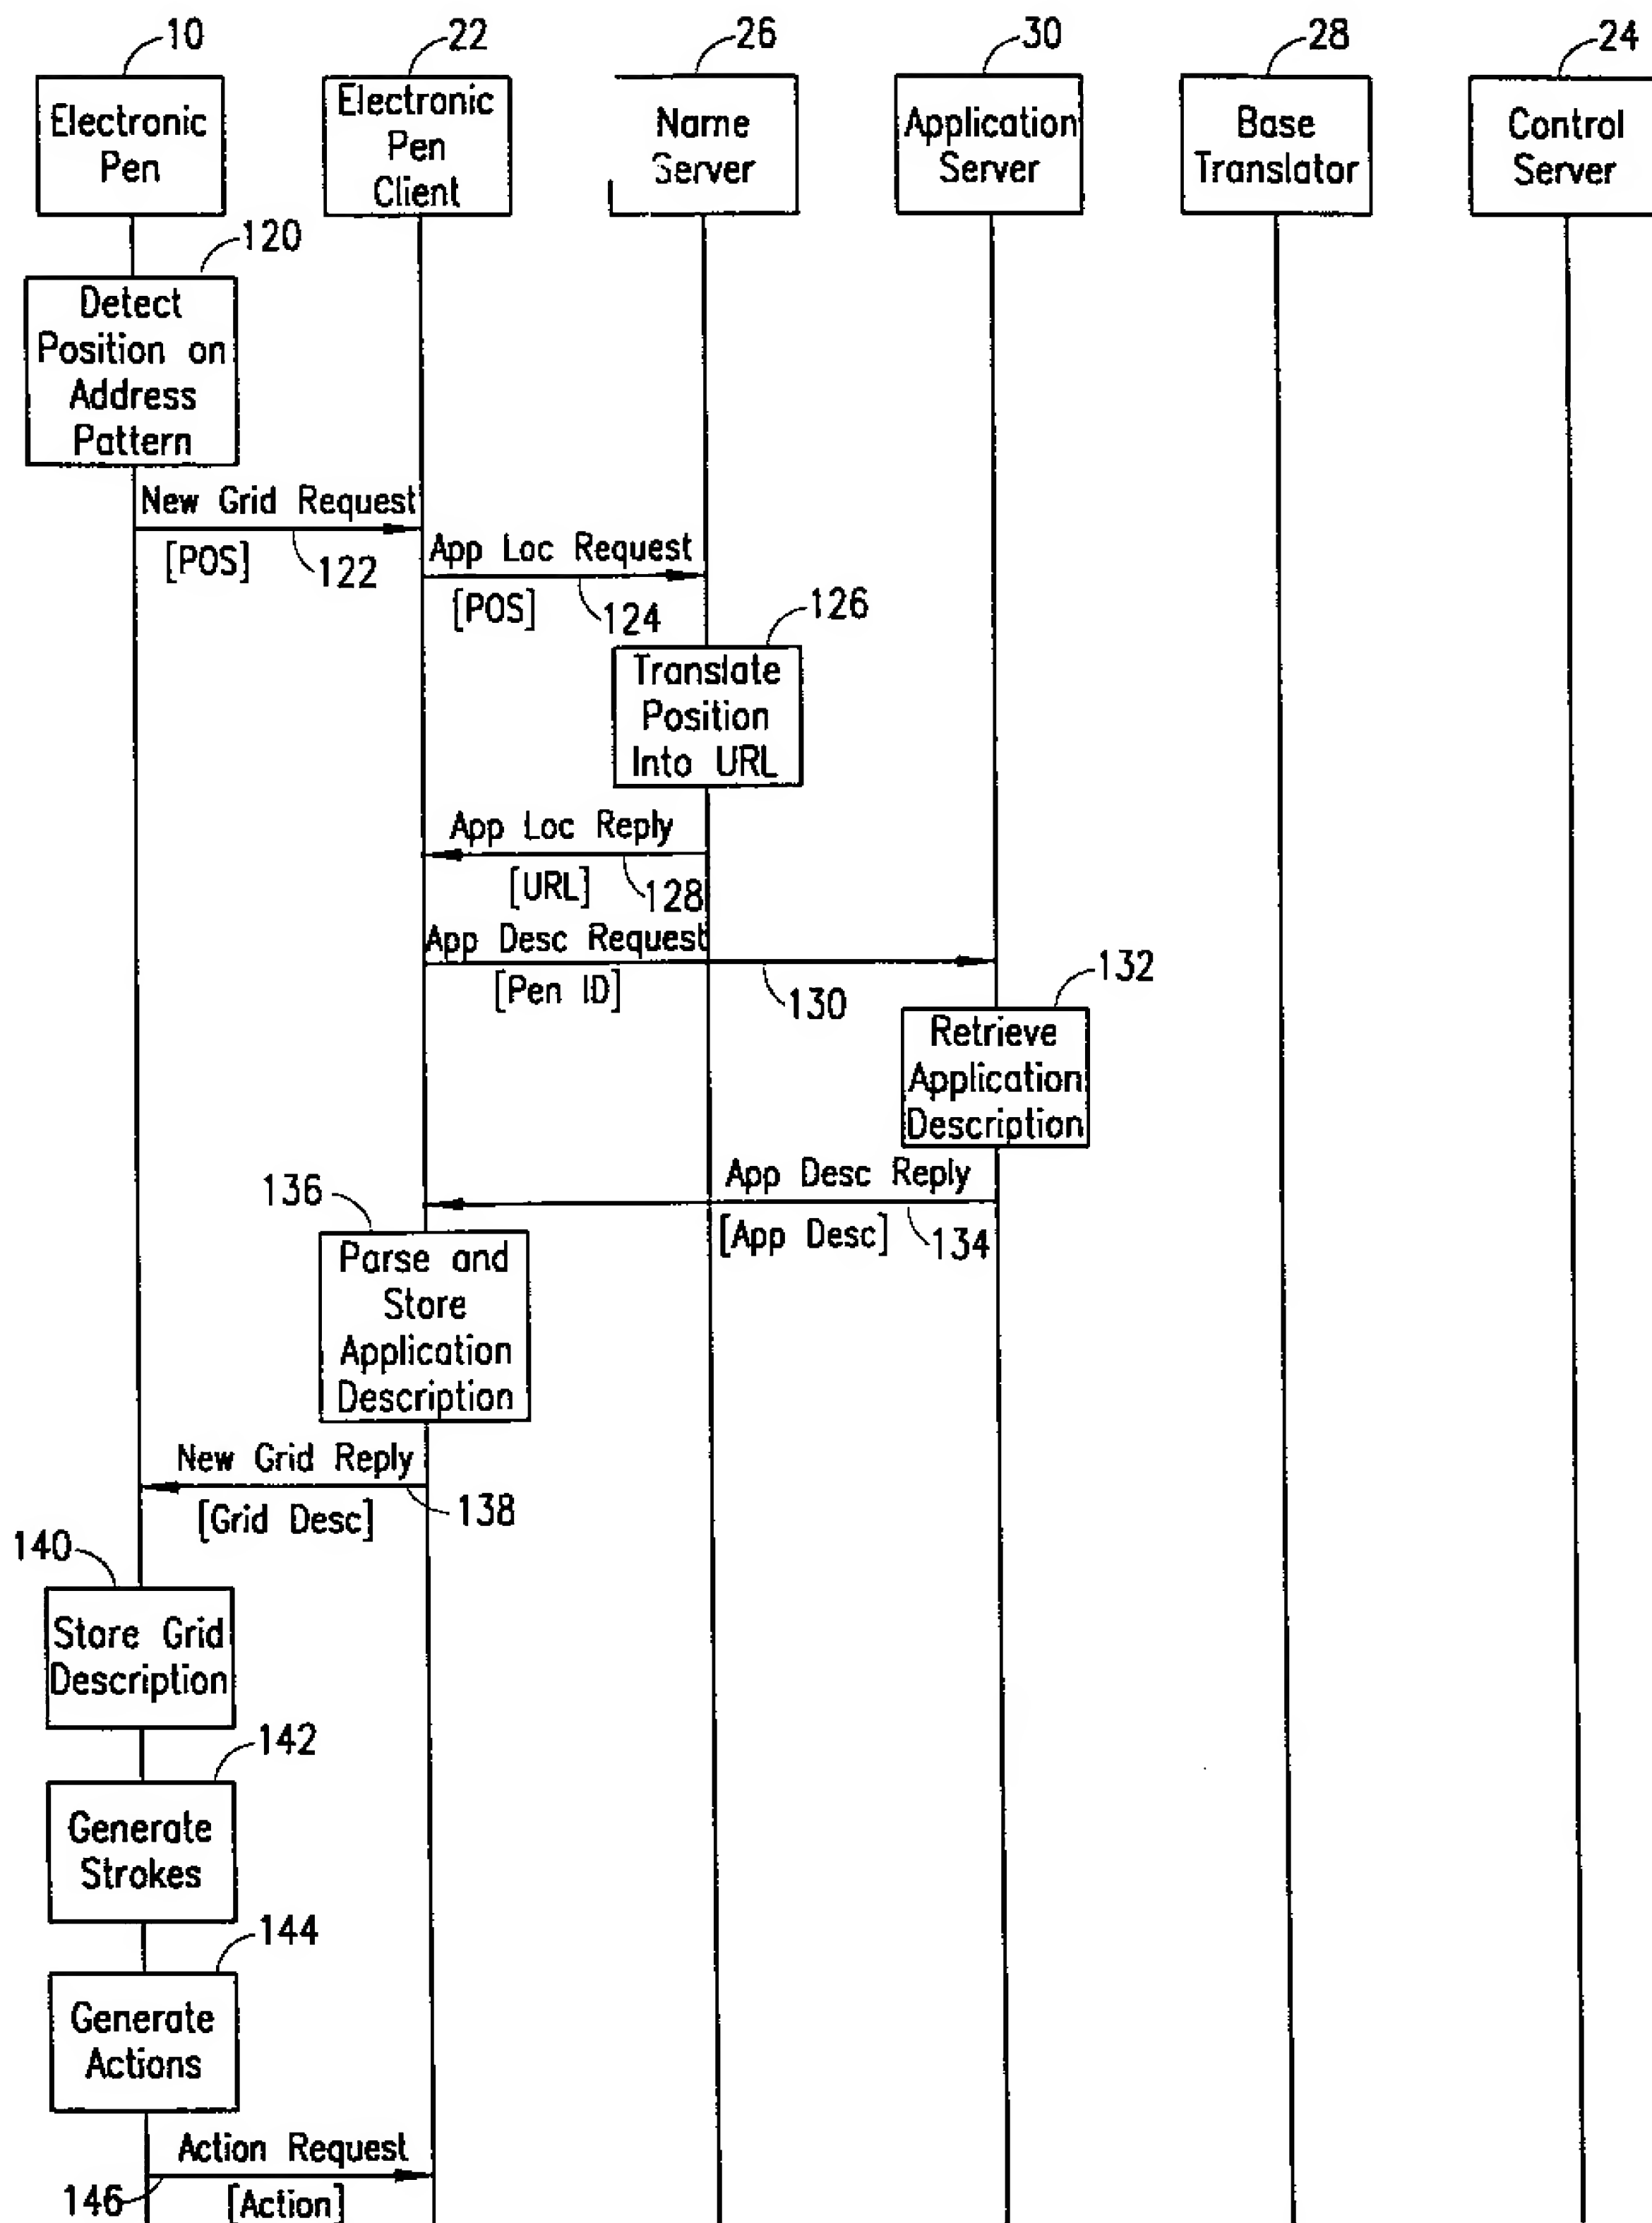 10
22
26
30
28
24
Electronic
Pen
Electronic
Pen
Client
Name
Server
Application
Server
Base
Translator
Control
Server
120
Detect
Position on
Address
Pattern
New Grid Request
[POS]
122
App Loc Request
[POS]
124
126
Translate
Position
Into URL
App Loc Reply
[URL]
128
App Desc Request
[Pen ID]
130
132
Retrieve
Application
Description
App Desc Reply
[App Desc]
134
136
Parse and
Store
Application
Description
New Grid Reply
[Grid Desc]
138
140
Store Grid
Description
142
Generate
Strokes
144
Generate
Actions
Action Request
146
[Action]